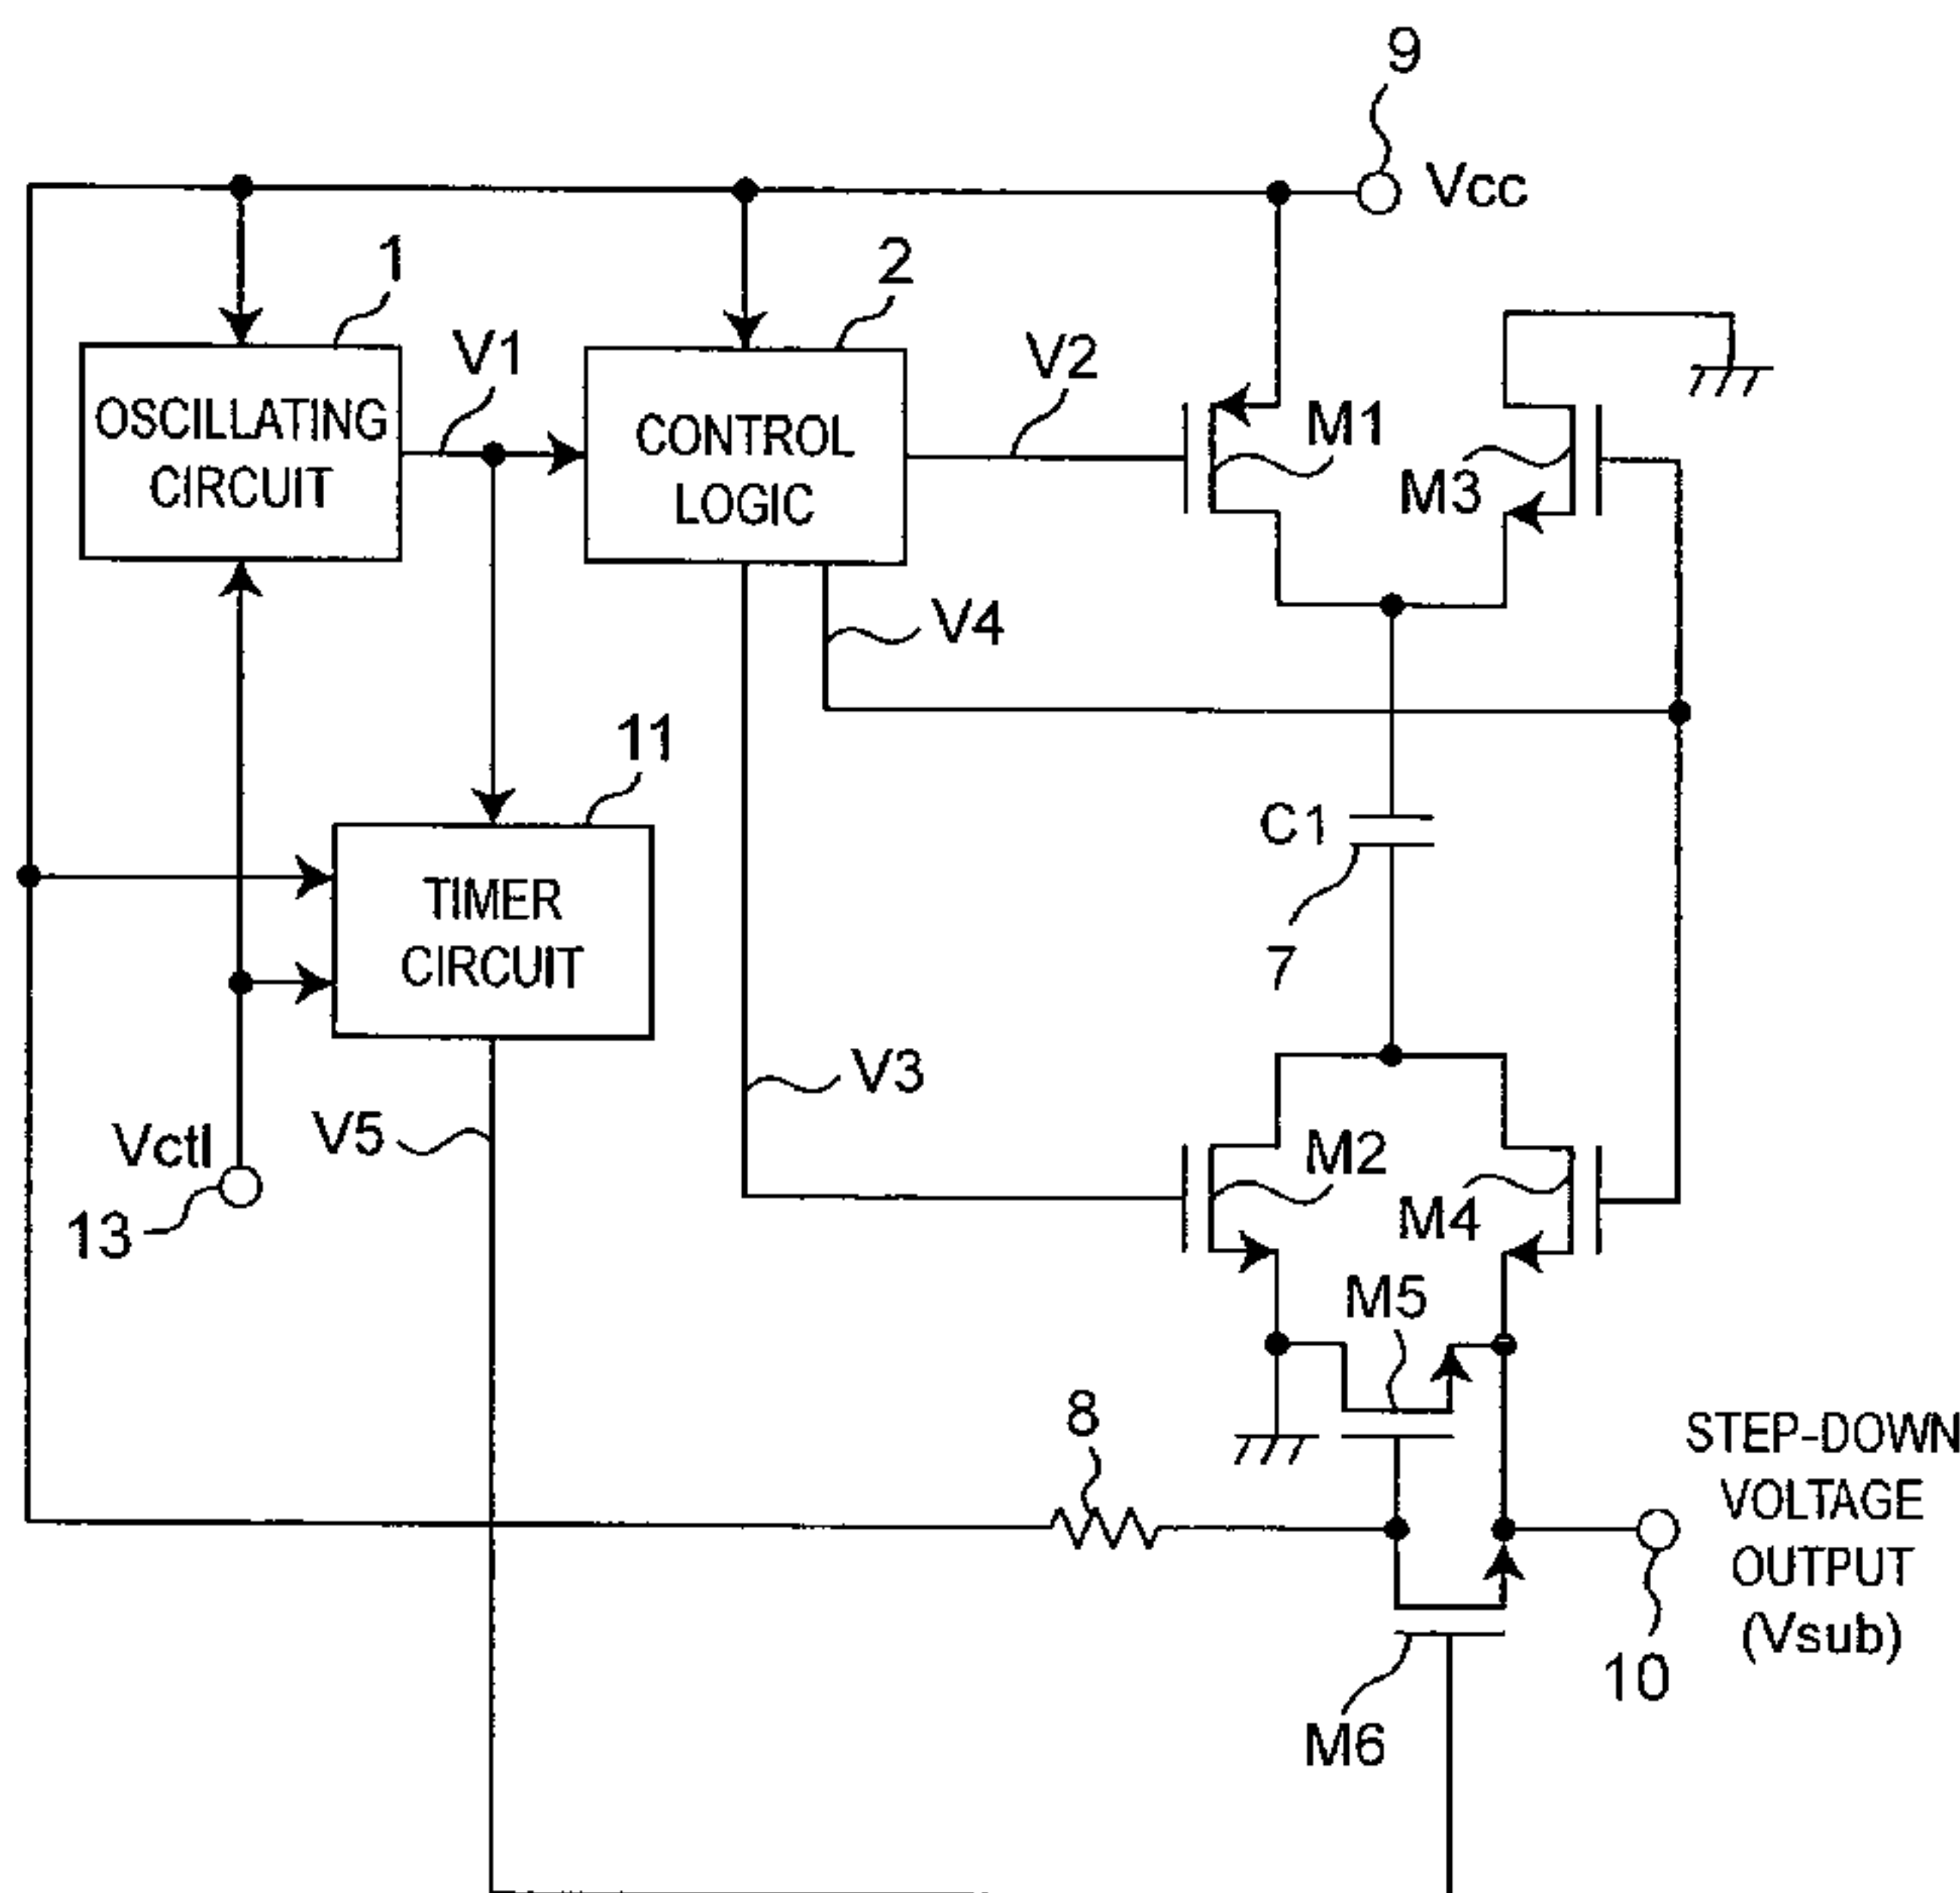 9
Vcc
1
2
V1
V2
OSCILLATING
CIRCUIT
CONTROL
LOGIC
M1
M3
V4
11
C1
TIMER
CIRCUIT
7
V3
V5
Vctl
M2
M4
13
M5
8
STEP-DOWN
VOLTAGE
OUTPUT
(Vsub)
10
M6